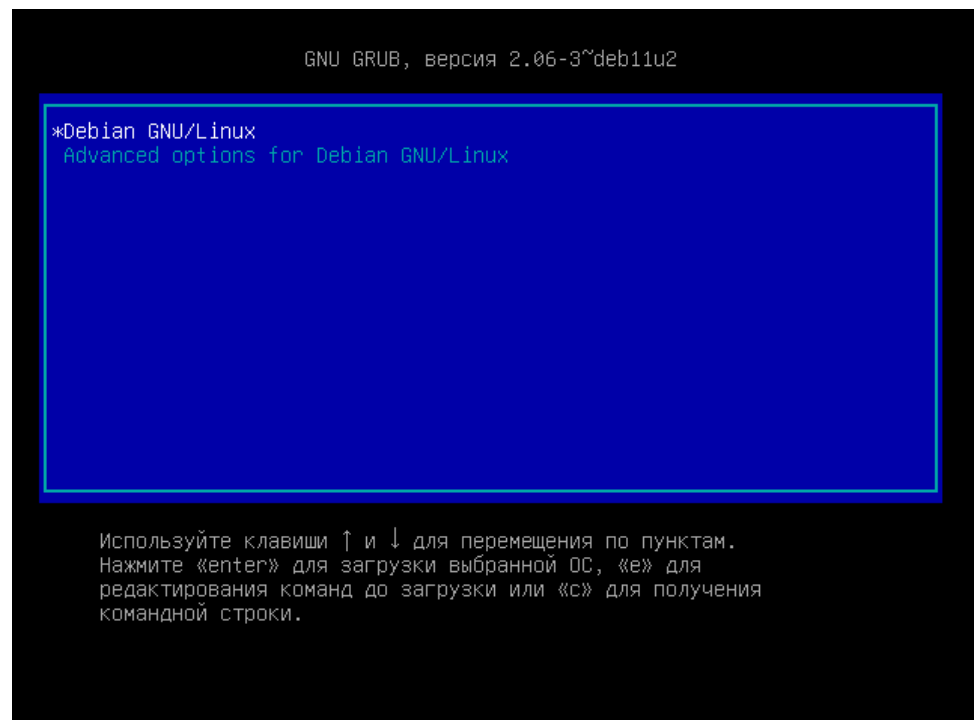 GNU GRUB, версия 2.06-3~deb11u2
*Debian GNU/Linux
Advanced options for Debian GNU/Linux
Используйте клавиши ↑ и ↓ для перемещения по пунктам.
Нажмите «enter» для загрузки выбранной ОС, «e» для
редактирования команд до загрузки или «c» для получения
командной строки.